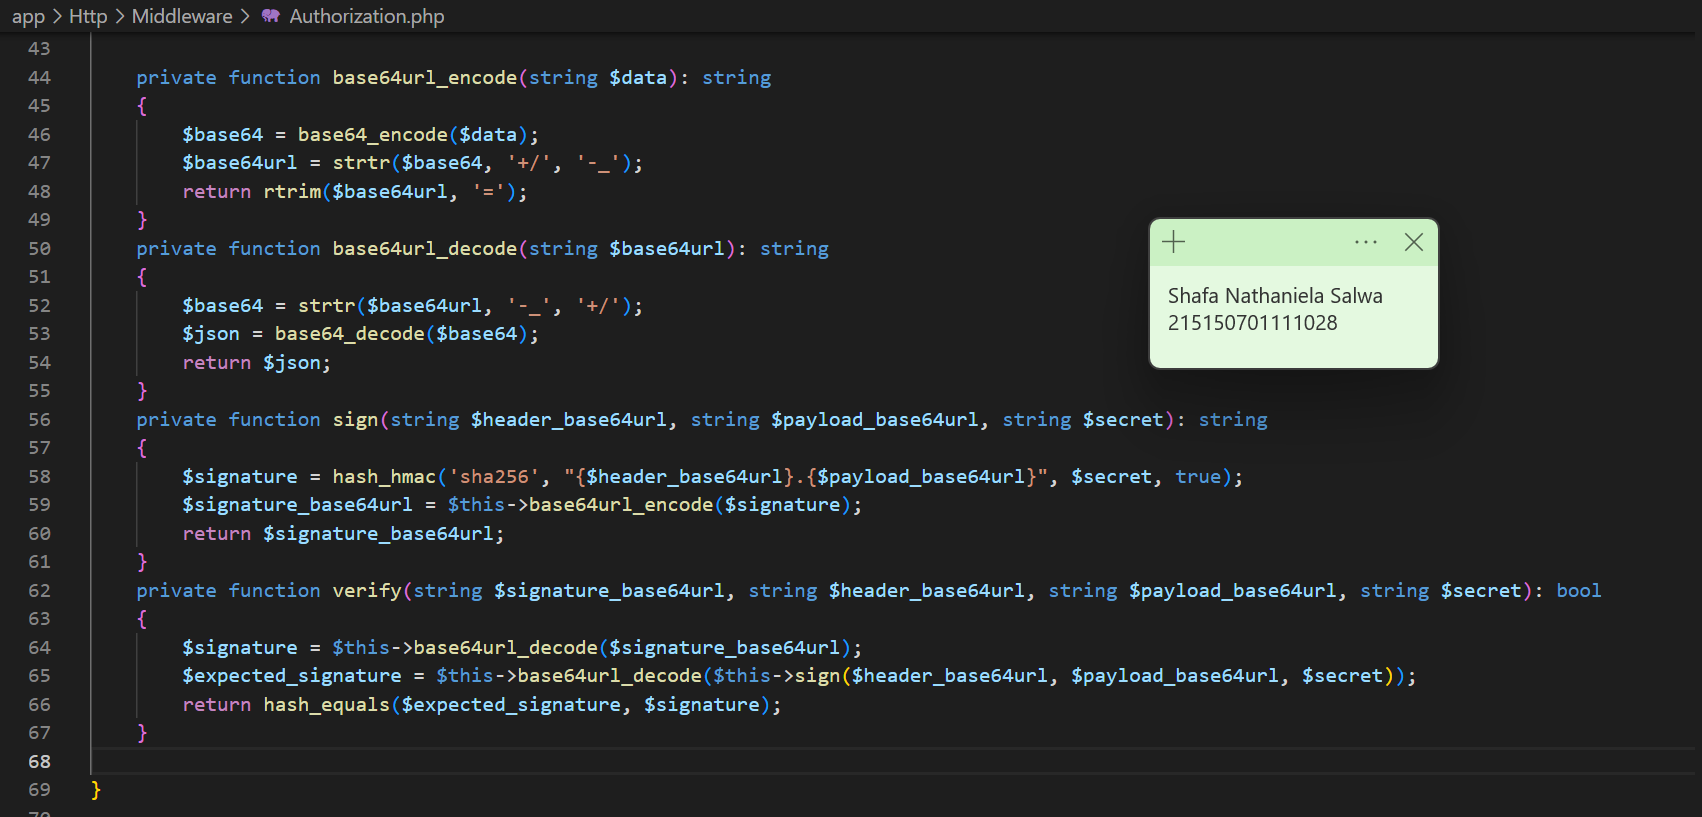 app > Http > Middleware > Authorization.php
43
44 private function base64url_encode(string $data): string
45 {
46 $base64 = base64_encode($data);
47 $base64url = strtr($base64, '+/', '-_');
48 return rtrim($base64url, '=');
49 }
50 private function base64url_decode(string $base64url): string
51 {
52 $base64 = strtr($base64url, '-_', '+/');
53 $json = base64_decode($base64);
54 return $json;
55 }
56 private function sign(string $header_base64url, string $payload_base64url, string $secret): string
57 {
58 $signature = hash_hmac('sha256', "{$header_base64url}.{$payload_base64url}", $secret, true);
59 $signature_base64url = $this->base64url_encode($signature);
60 return $signature_base64url;
61 }
62 private function verify(string $signature_base64url, string $header_base64url, string $payload_base64url, string $secret): bool
63 {
64 $signature = $this->base64url_decode($signature_base64url);
65 $expected_signature = $this->base64url_decode($this->sign($header_base64url, $payload_base64url, $secret));
66 return hash_equals($expected_signature, $signature);
67 }
68
69 }
Shafa Nathaniela Salwa
215150701111028